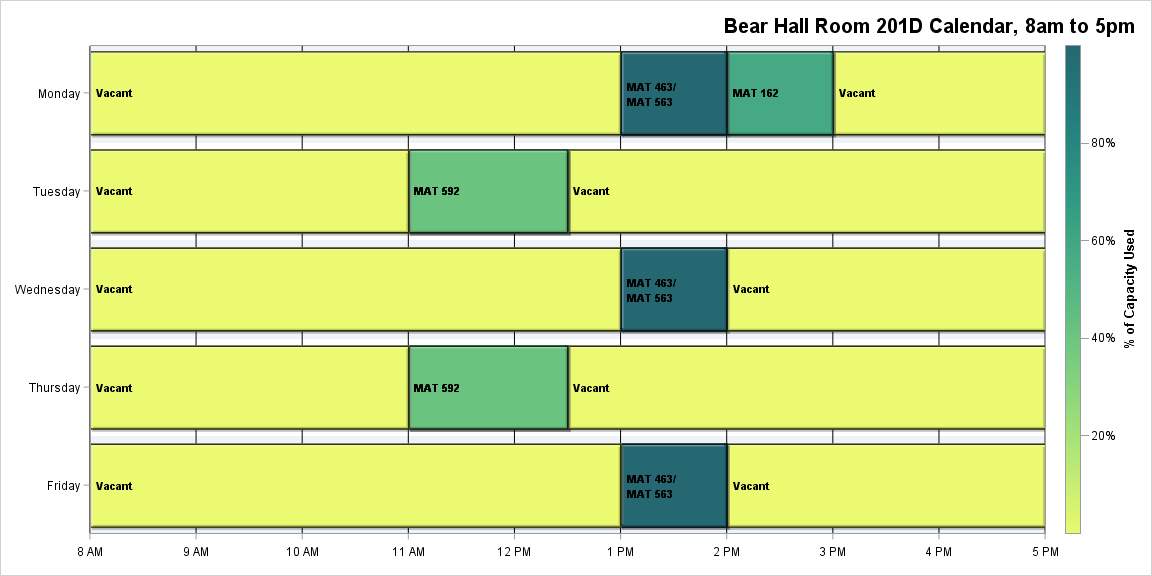 Bear Hall Room 201D Calendar, 8am to 5pm
Monday
Vacant
MAT 463/
MAT 563
MAT 162
Vacant
Tuesday
Vacant
MAT 592
Vacant
Wednesday
Vacant
MAT 463/
MAT 563
Vacant
Thursday
Vacant
MAT 592
Vacant
Friday
Vacant
MAT 463/
MAT 563
Vacant
8 AM
9 AM
10 AM
11 AM
12 PM
1 PM
2 PM
3 PM
4 PM
5 PM
80%
60%
40%
20%
% of Capacity Used